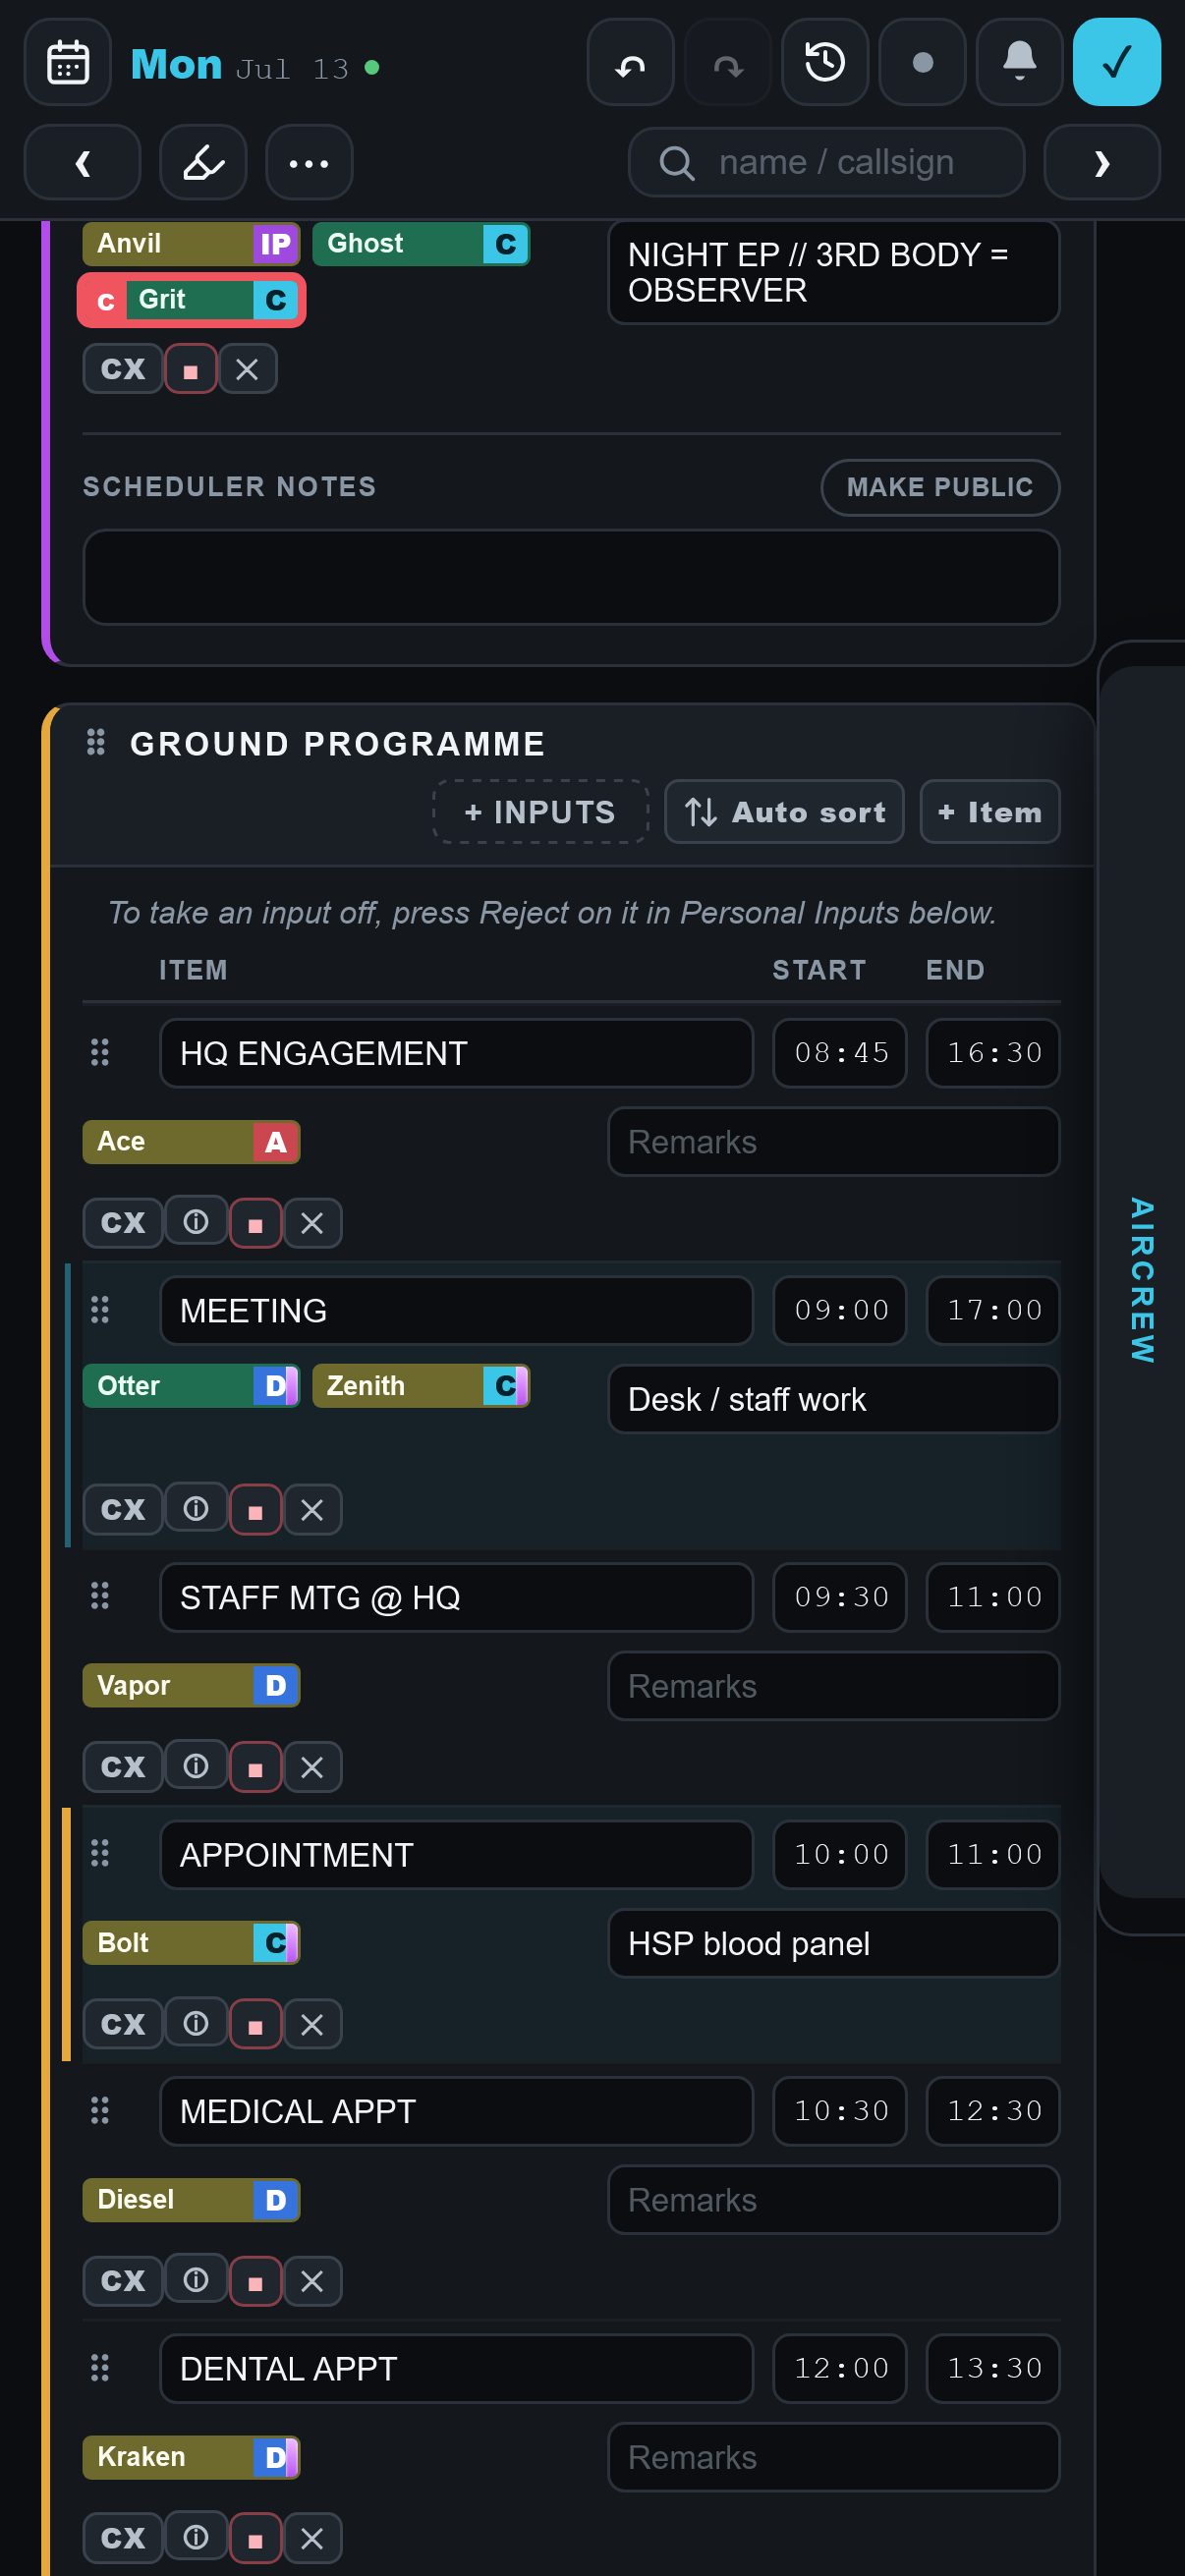 Mon Jul 13
name / callsign
Anvil IP Ghost C
NIGHT EP // 3RD BODY =
OBSERVER
c Grit C
CX
SCHEDULER NOTES MAKE PUBLIC
GROUND PROGRAMME
+ INPUTS Auto sort + Item
To take an input off, press Reject on it in Personal Inputs below.
ITEM START END
HQ ENGAGEMENT 08:45 16:30
Ace A Remarks
CX
MEETING 09:00 17:00
Otter D Zenith C Desk / staff work
CX
STAFF MTG @ HQ 09:30 11:00
Vapor D Remarks
CX
APPOINTMENT 10:00 11:00
Bolt C HSP blood panel
CX
MEDICAL APPT 10:30 12:30
Diesel D Remarks
CX
DENTAL APPT 12:00 13:30
Kraken D Remarks
CX
AIRCREW